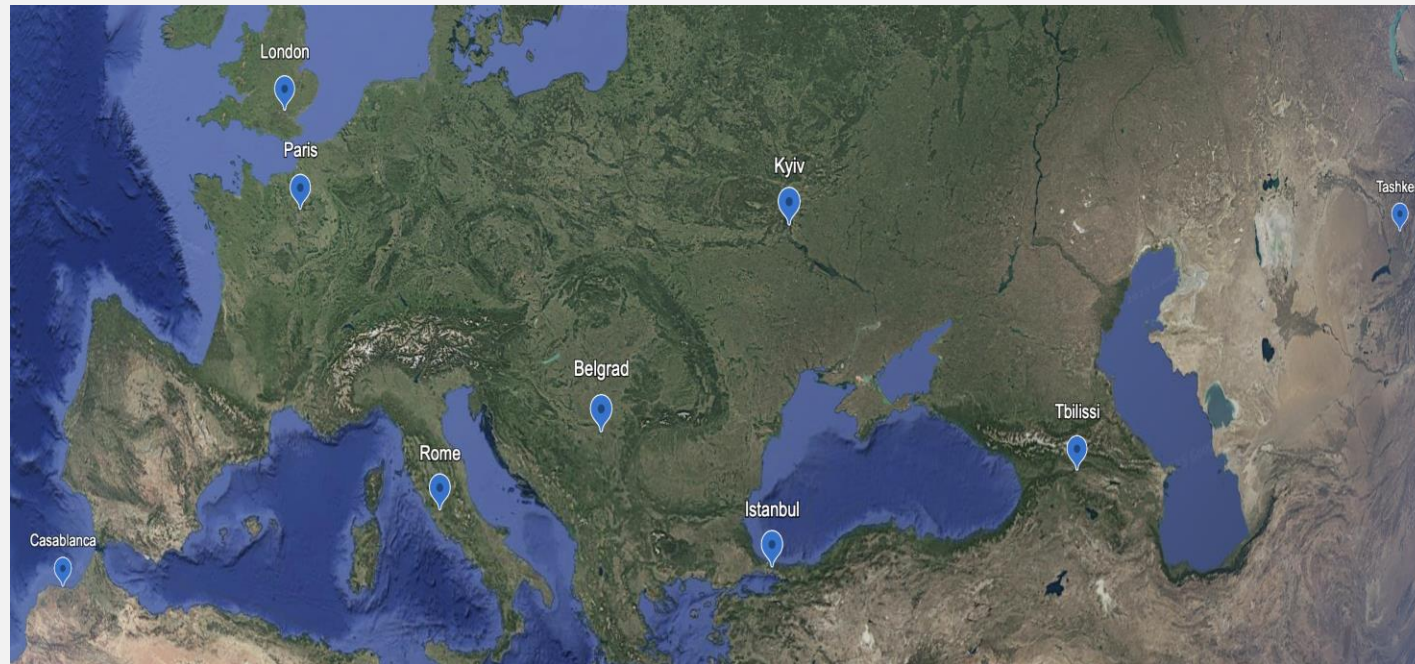 London
Paris
Kyiv
Tashke
Belgrad
Tbilissi
Rome
Istanbul
Casablanca